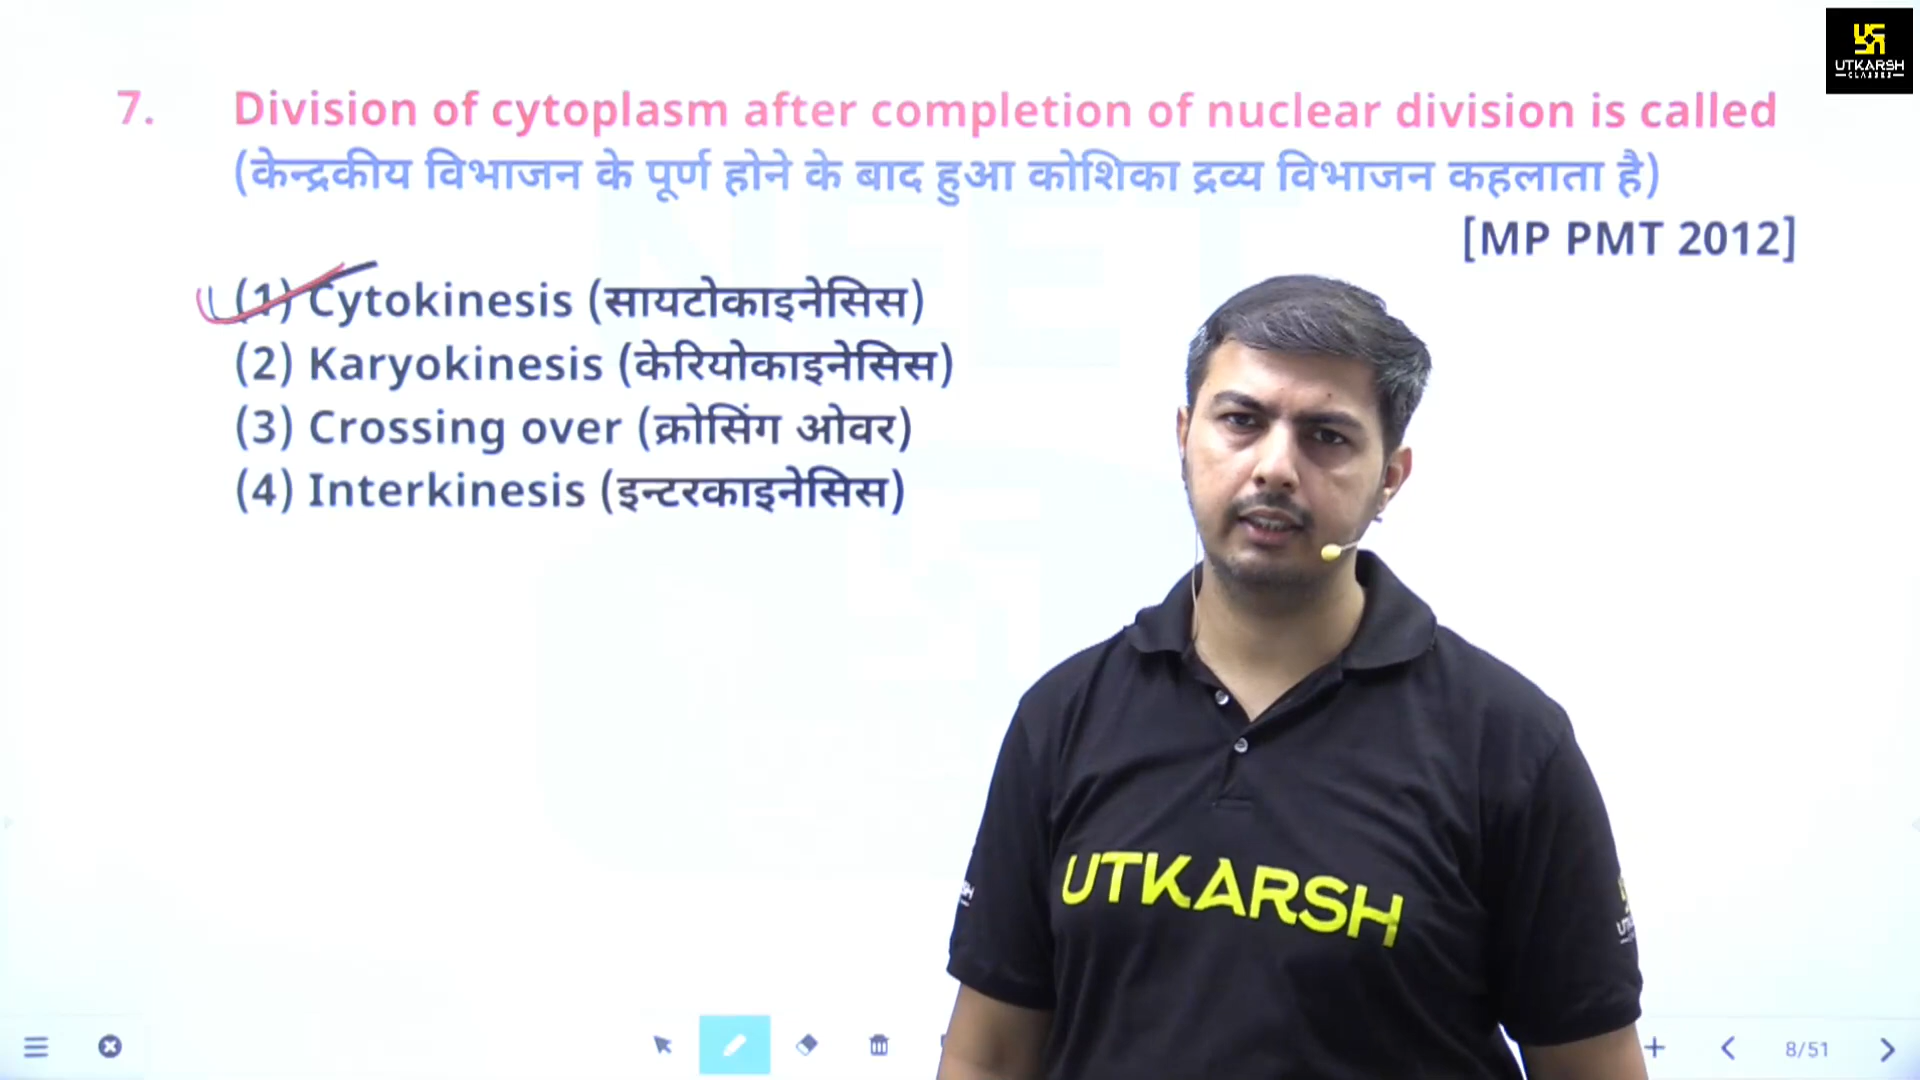 UTKARSH
CLASSES
7. Division of cytoplasm after completion of nuclear division is called
(केन्द्रकीय विभाजन के पूर्ण होने के बाद हुआ कोशिका द्रव्य विभाजन कहलाता है)
[MP PMT 2012]
(1) Cytokinesis (सायटोकाइनेसिस)
(2) Karyokinesis (केरियोकाइनेसिस)
(3) Crossing over (क्रोसिंग ओवर)
(4) Interkinesis (इन्टरकाइनेसिस)
NEET
UTKARSH
8/51